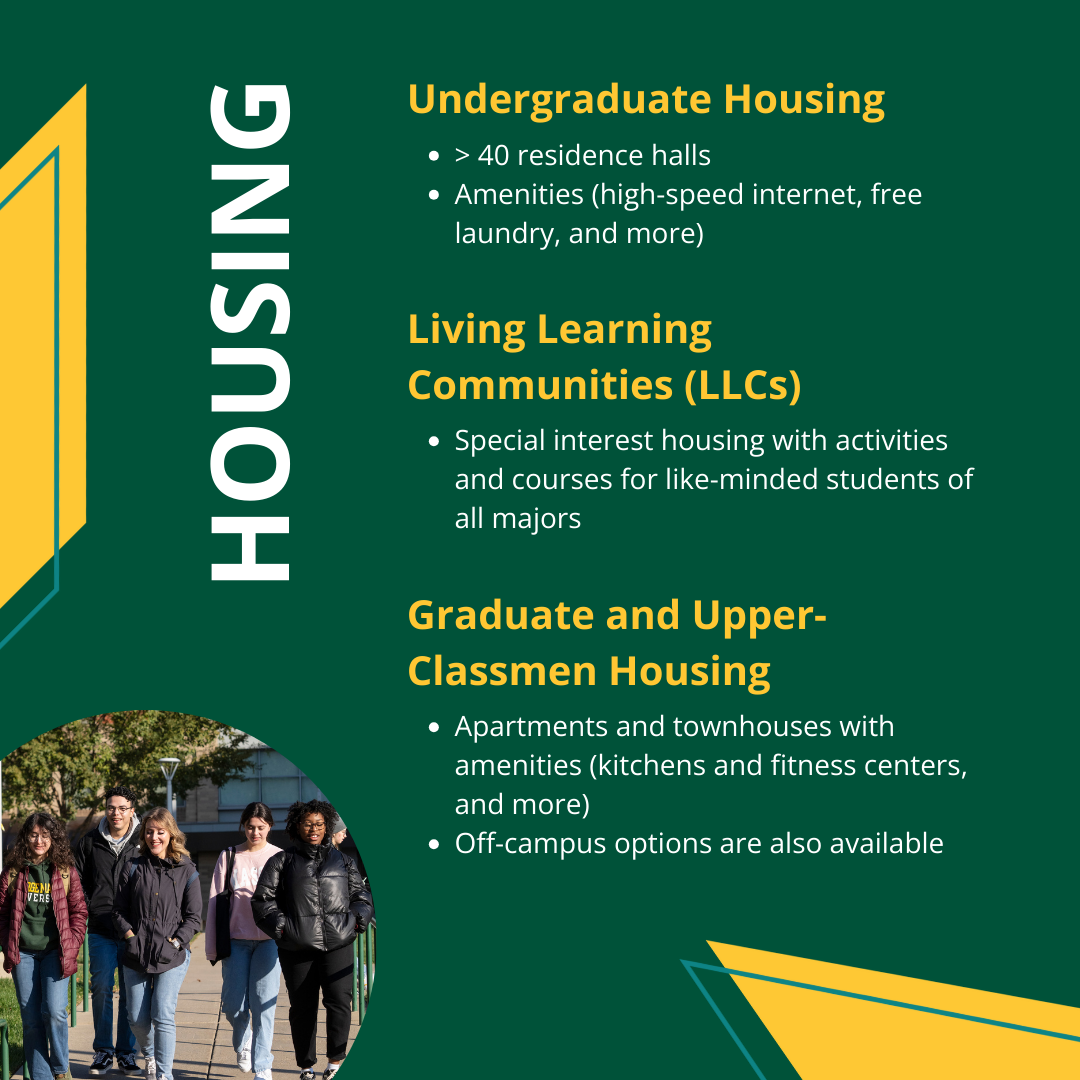 HOUSING
Undergraduate Housing
• > 40 residence halls
• Amenities (high-speed internet, free
laundry, and more)
Living Learning
Communities (LLCs)
• Special interest housing with activities
and courses for like-minded students of
all majors
Graduate and Upper-
Classmen Housing
• Apartments and townhouses with
amenities (kitchens and fitness centers,
and more)
• Off-campus options are also available